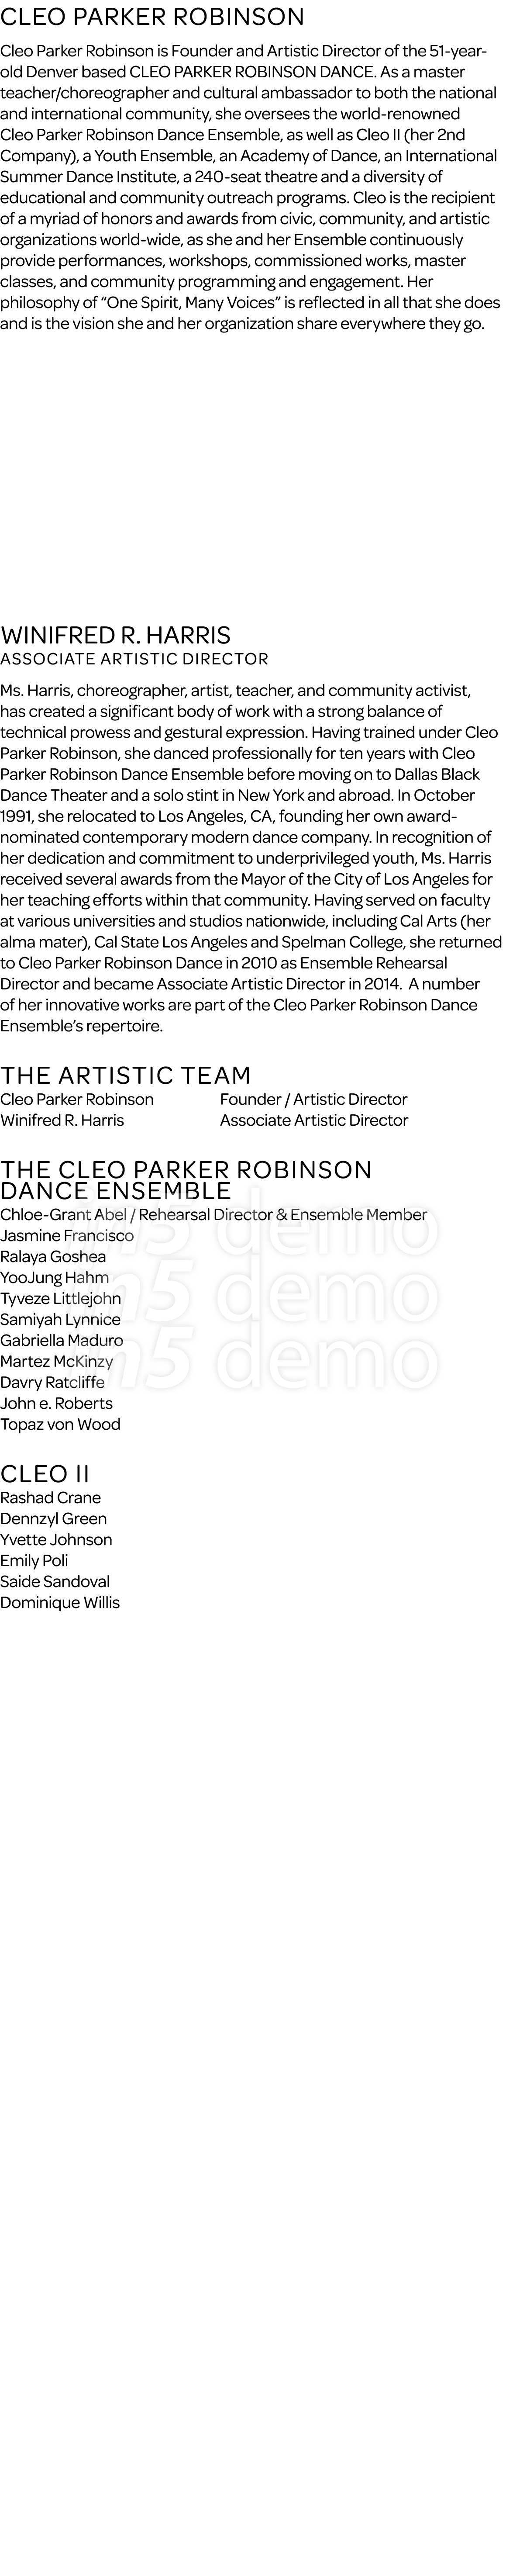 CLEO PARKER ROBINSON
Cleo Parker Robinson is Founder and Artistic Director of the 51-year-
old Denver based CLEO PARKER ROBINSON DANCE. As a master
teacher/choreographer and cultural ambassador to both the national
and international community, she oversees the world-renowned
Cleo Parker Robinson Dance Ensemble, as well as Cleo II (her 2nd
Company), a Youth Ensemble, an Academy of Dance, an International
Summer Dance Institute, a 240-seat theatre and a diversity of
educational and community outreach programs. Cleo is the recipient
of a myriad of honors and awards from civic, community, and artistic
organizations world-wide, as she and her Ensemble continuously
provide performances, workshops, commissioned works, master
classes, and community programming and engagement. Her
philosophy of “One Spirit, Many Voices” is reflected in all that she does
and is the vision she and her organization share everywhere they go.
WINIFRED R. HARRIS
ASSOCIATE ARTISTIC DIRECTOR
Ms. Harris, choreographer, artist, teacher, and community activist,
has created a significant body of work with a strong balance of
technical prowess and gestural expression. Having trained under Cleo
Parker Robinson, she danced professionally for ten years with Cleo
Parker Robinson Dance Ensemble before moving on to Dallas Black
Dance Theater and a solo stint in New York and abroad. In October
1991, she relocated to Los Angeles, CA, founding her own award-
nominated contemporary modern dance company. In recognition of
her dedication and commitment to underprivileged youth, Ms. Harris
received several awards from the Mayor of the City of Los Angeles for
her teaching efforts within that community. Having served on faculty
at various universities and studios nationwide, including Cal Arts (her
alma mater), Cal State Los Angeles and Spelman College, she returned
to Cleo Parker Robinson Dance in 2010 as Ensemble Rehearsal
Director and became Associate Artistic Director in 2014. A number
of her innovative works are part of the Cleo Parker Robinson Dance
Ensemble’s repertoire.
THE ARTISTIC TEAM
Cleo Parker Robinson Founder / Artistic Director
Winifred R. Harris Associate Artistic Director
THE CLEO PARKER ROBINSON
DANCE ENSEMBLE
Chloe-Grant Abel / Rehearsal Director & Ensemble Member
Jasmine Francisco
Ralaya Goshea
YooJung Hahm
Tyveze Littlejohn
Samiyah Lynnice
Gabriella Maduro
Martez McKinzy
Davry Ratcliffe
John e. Roberts
Topaz von Wood
n5 demo
n5 demo
n5 demo
CLEO II
Rashad Crane
Dennzyl Green
Yvette Johnson
Emily Poli
Saide Sandoval
Dominique Willis